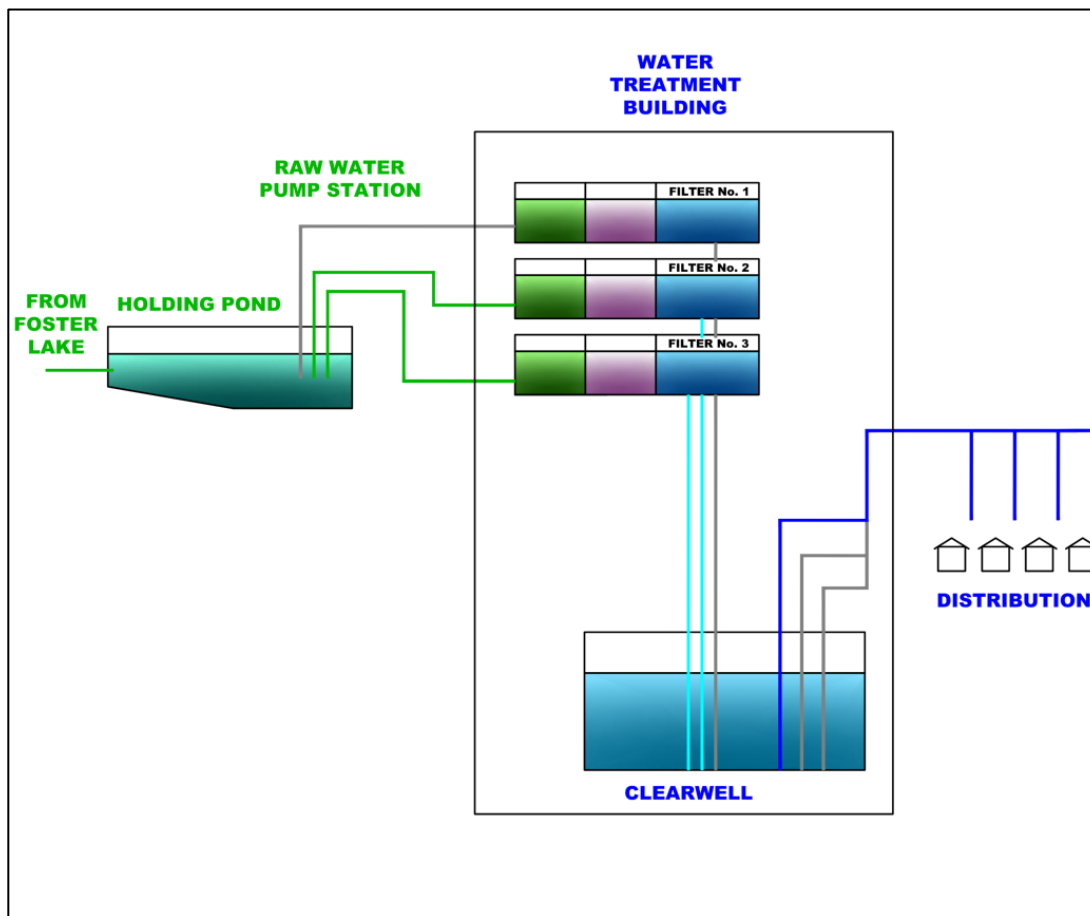 WATER
TREATMENT
BUILDING
RAW WATER
PUMP STATION
FILTER No. 1
FILTER No. 2
FILTER No. 3
FROM
FOSTER
LAKE
HOLDING POND
DISTRIBUTION
CLEARWELL